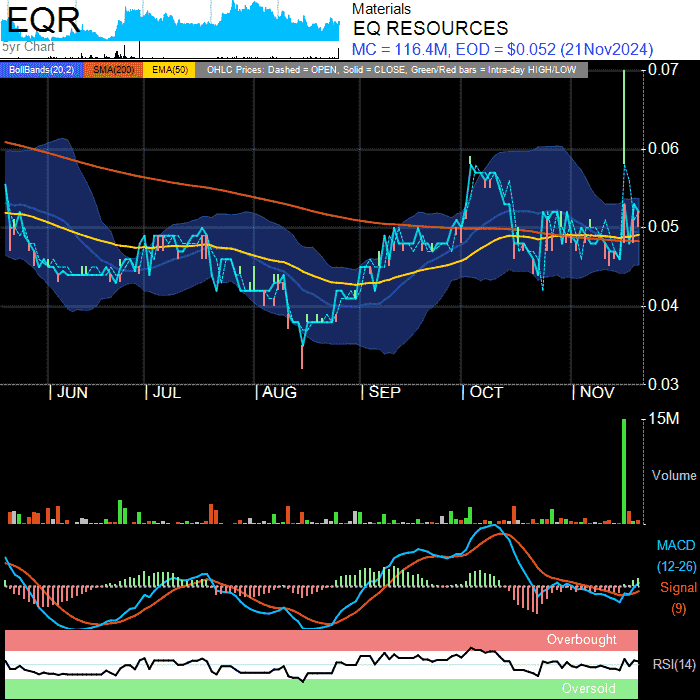 EQR
5yr Chart
Materials
EQ RESOURCES
MC = 116.4M, EOD = $0.052 (21Nov2024)
BollBands(20,2) SMA(200) EMA(50) OHLC Prices: Dashed = OPEN, Solid = CLOSE, Green/Red bars = Intra-day HIGH/LOW
0.07
0.06
0.05
0.04
0.03
| JUN | JUL | AUG | SEP | OCT | NOV
15M
Volume
MACD
(12-26)
Signal
(9)
Overbought
RSI(14)
Oversold